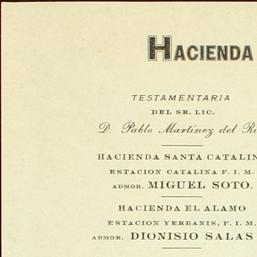 HACIENDA
TESTAMENTARIA
DEL SR. LIC.
D. Pablo Martínez del R
HACIENDA SANTA CATALIN
ESTACION CATALINA F. I. M.
ADMOR. MIGUEL SOTO.
HACIENDA EL ALAMO
ESTACION YERBANIS, F. I. M.
ADMOR. DIONISIO SALAS